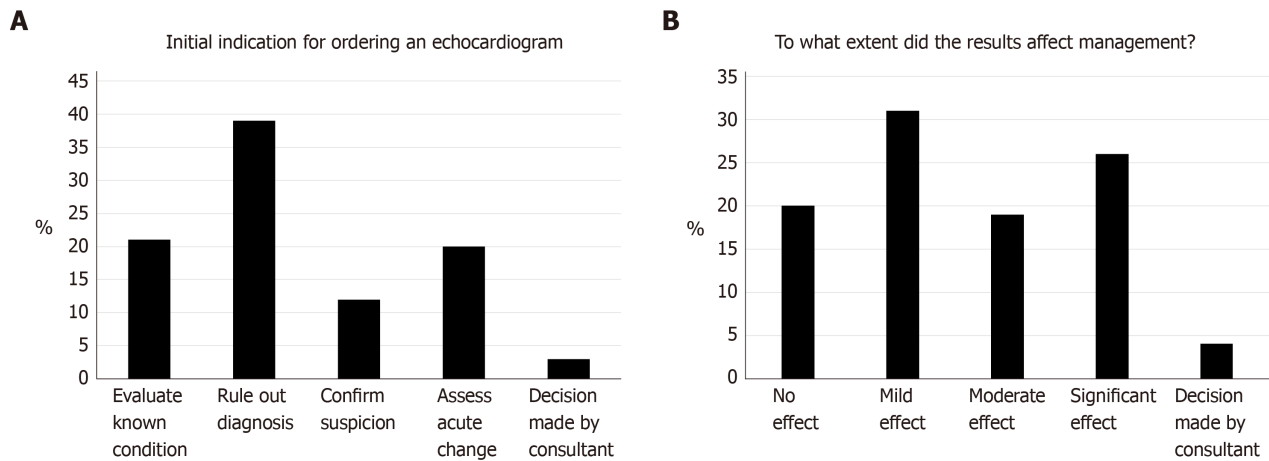 A
Initial indication for ordering an echocardiogram
45
40
35
30
25
20
15
10
5
0
%
Evaluate
known
condition
Rule out
diagnosis
Confirm
suspicion
Assess
acute
change
Decision
made by
consultant
B
To what extent did the results affect management?
35
30
25
20
15
10
5
0
%
No
effect
Mild
effect
Moderate
effect
Significant
effect
Decision
made by
consultant